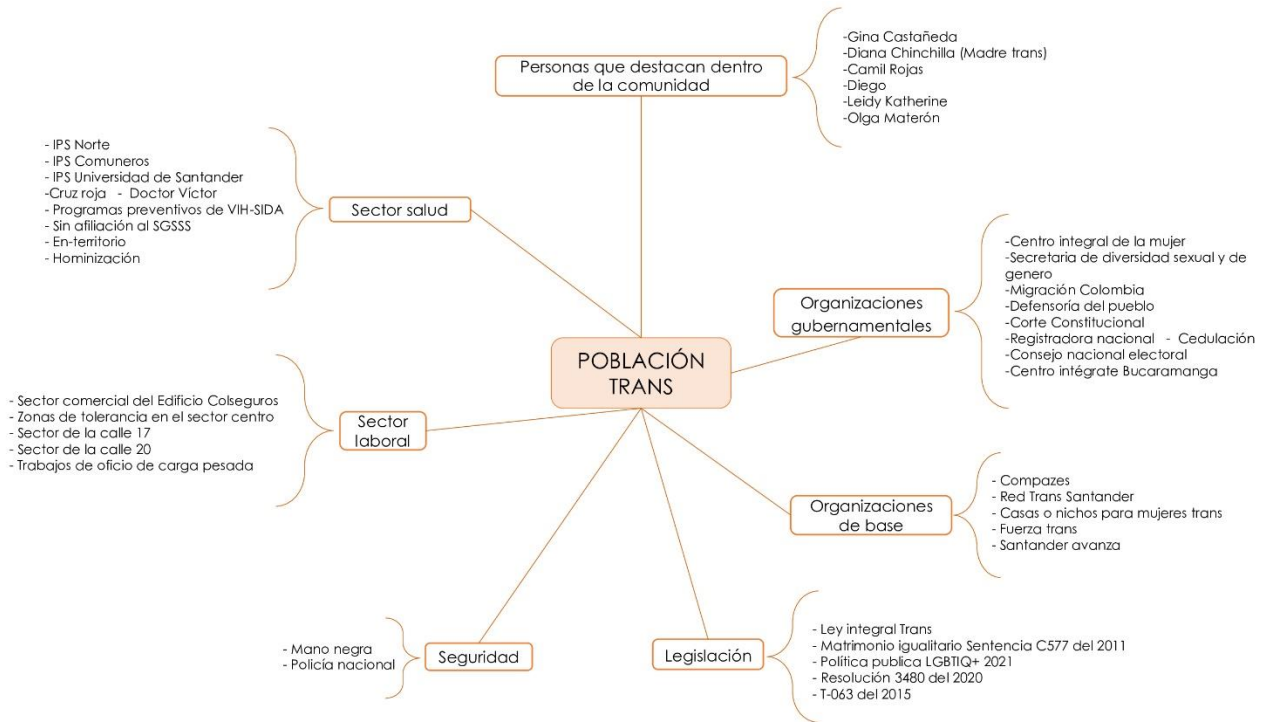 Personas que destacan dentro
de la comunidad
-Gina Castañeda
-Diana Chinchilla (Madre trans)
-Camil Rojas
-Diego
-Leidy Katherine
-Olga Materón
- IPS Norte
- IPS Comuneros
- IPS Universidad de Santander
-Cruz roja - Doctor Víctor
- Programas preventivos de VIH-SIDA
- Sin afiliación al SGSSS
- En-territorio
- Hominización
Sector salud
Organizaciones
gubernamentales
-Centro integral de la mujer
-Secretaria de diversidad sexual y de
genero
-Migración Colombia
-Defensoría del pueblo
-Corte Constitucional
-Registradora nacional - Cedulación
-Consejo nacional electoral
-Centro intégrate Bucaramanga
POBLACIÓN
TRANS
- Sector comercial del Edificio Colseguros
- Zonas de tolerancia en el sector centro
- Sector de la calle 17
- Sector de la calle 20
- Trabajos de oficio de carga pesada
Sector
laboral
Organizaciones
de base
- Compazes
- Red Trans Santander
- Casas o nichos para mujeres trans
- Fuerza trans
- Santander avanza
- Mano negra
- Policía nacional
Seguridad
Legislación
- Ley integral Trans
- Matrimonio igualitario Sentencia C577 del 2011
- Política publica LGBTIQ+ 2021
- Resolución 3480 del 2020
- T-063 del 2015